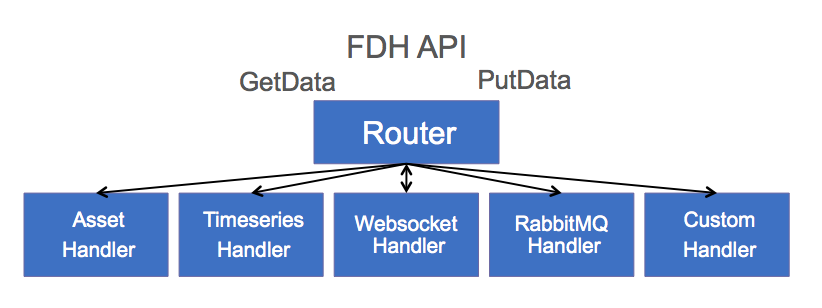 FDH API
GetData
PutData
Router
Asset
Handler
Timeseries
Handler
Websocket
Handler
RabbitMQ
Handler
Custom
Handler